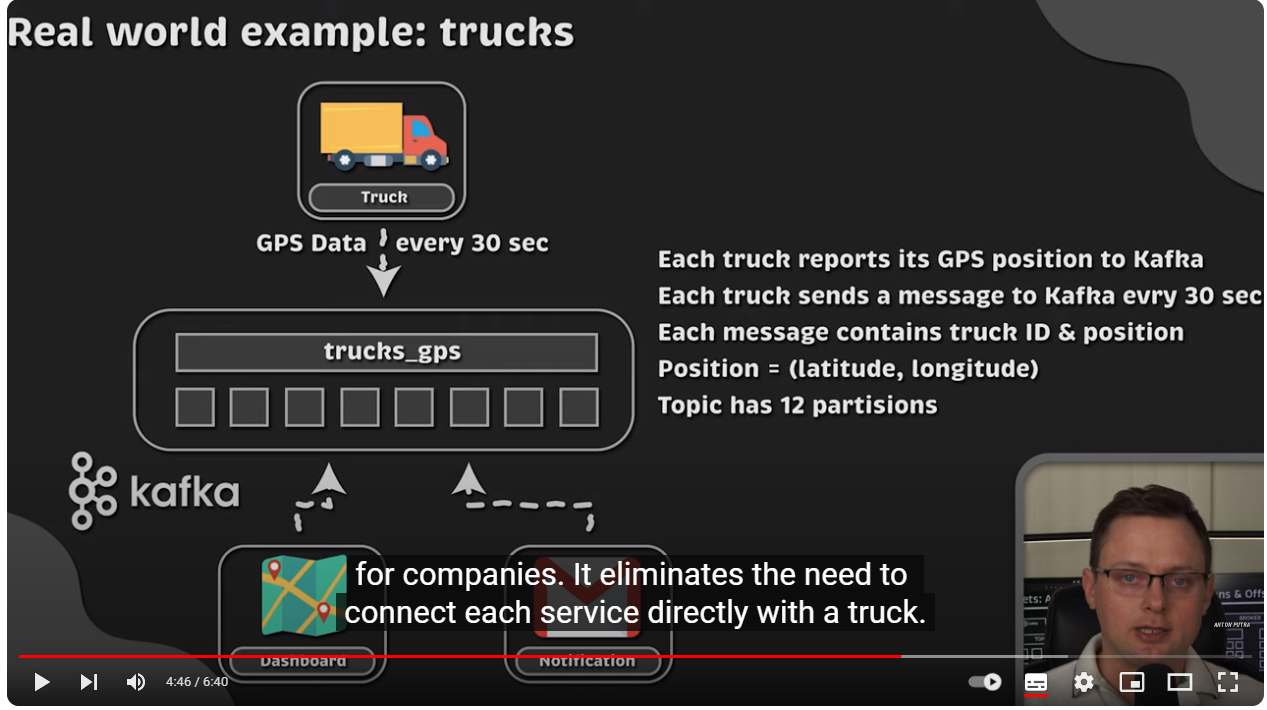 Real world example: trucks
Truck
GPS Data every 30 sec
Each truck reports its GPS position to Kafka
Each truck sends a message to Kafka evry 30 sec
Each message contains truck ID & position
Position = (latitude, longitude)
Topic has 12 partisions
trucks_gps
kafka
for companies. It eliminates the need to
connect each service directly with a truck.
Dashboard
Notification
ANTON PUTRA
4:46 / 6:40